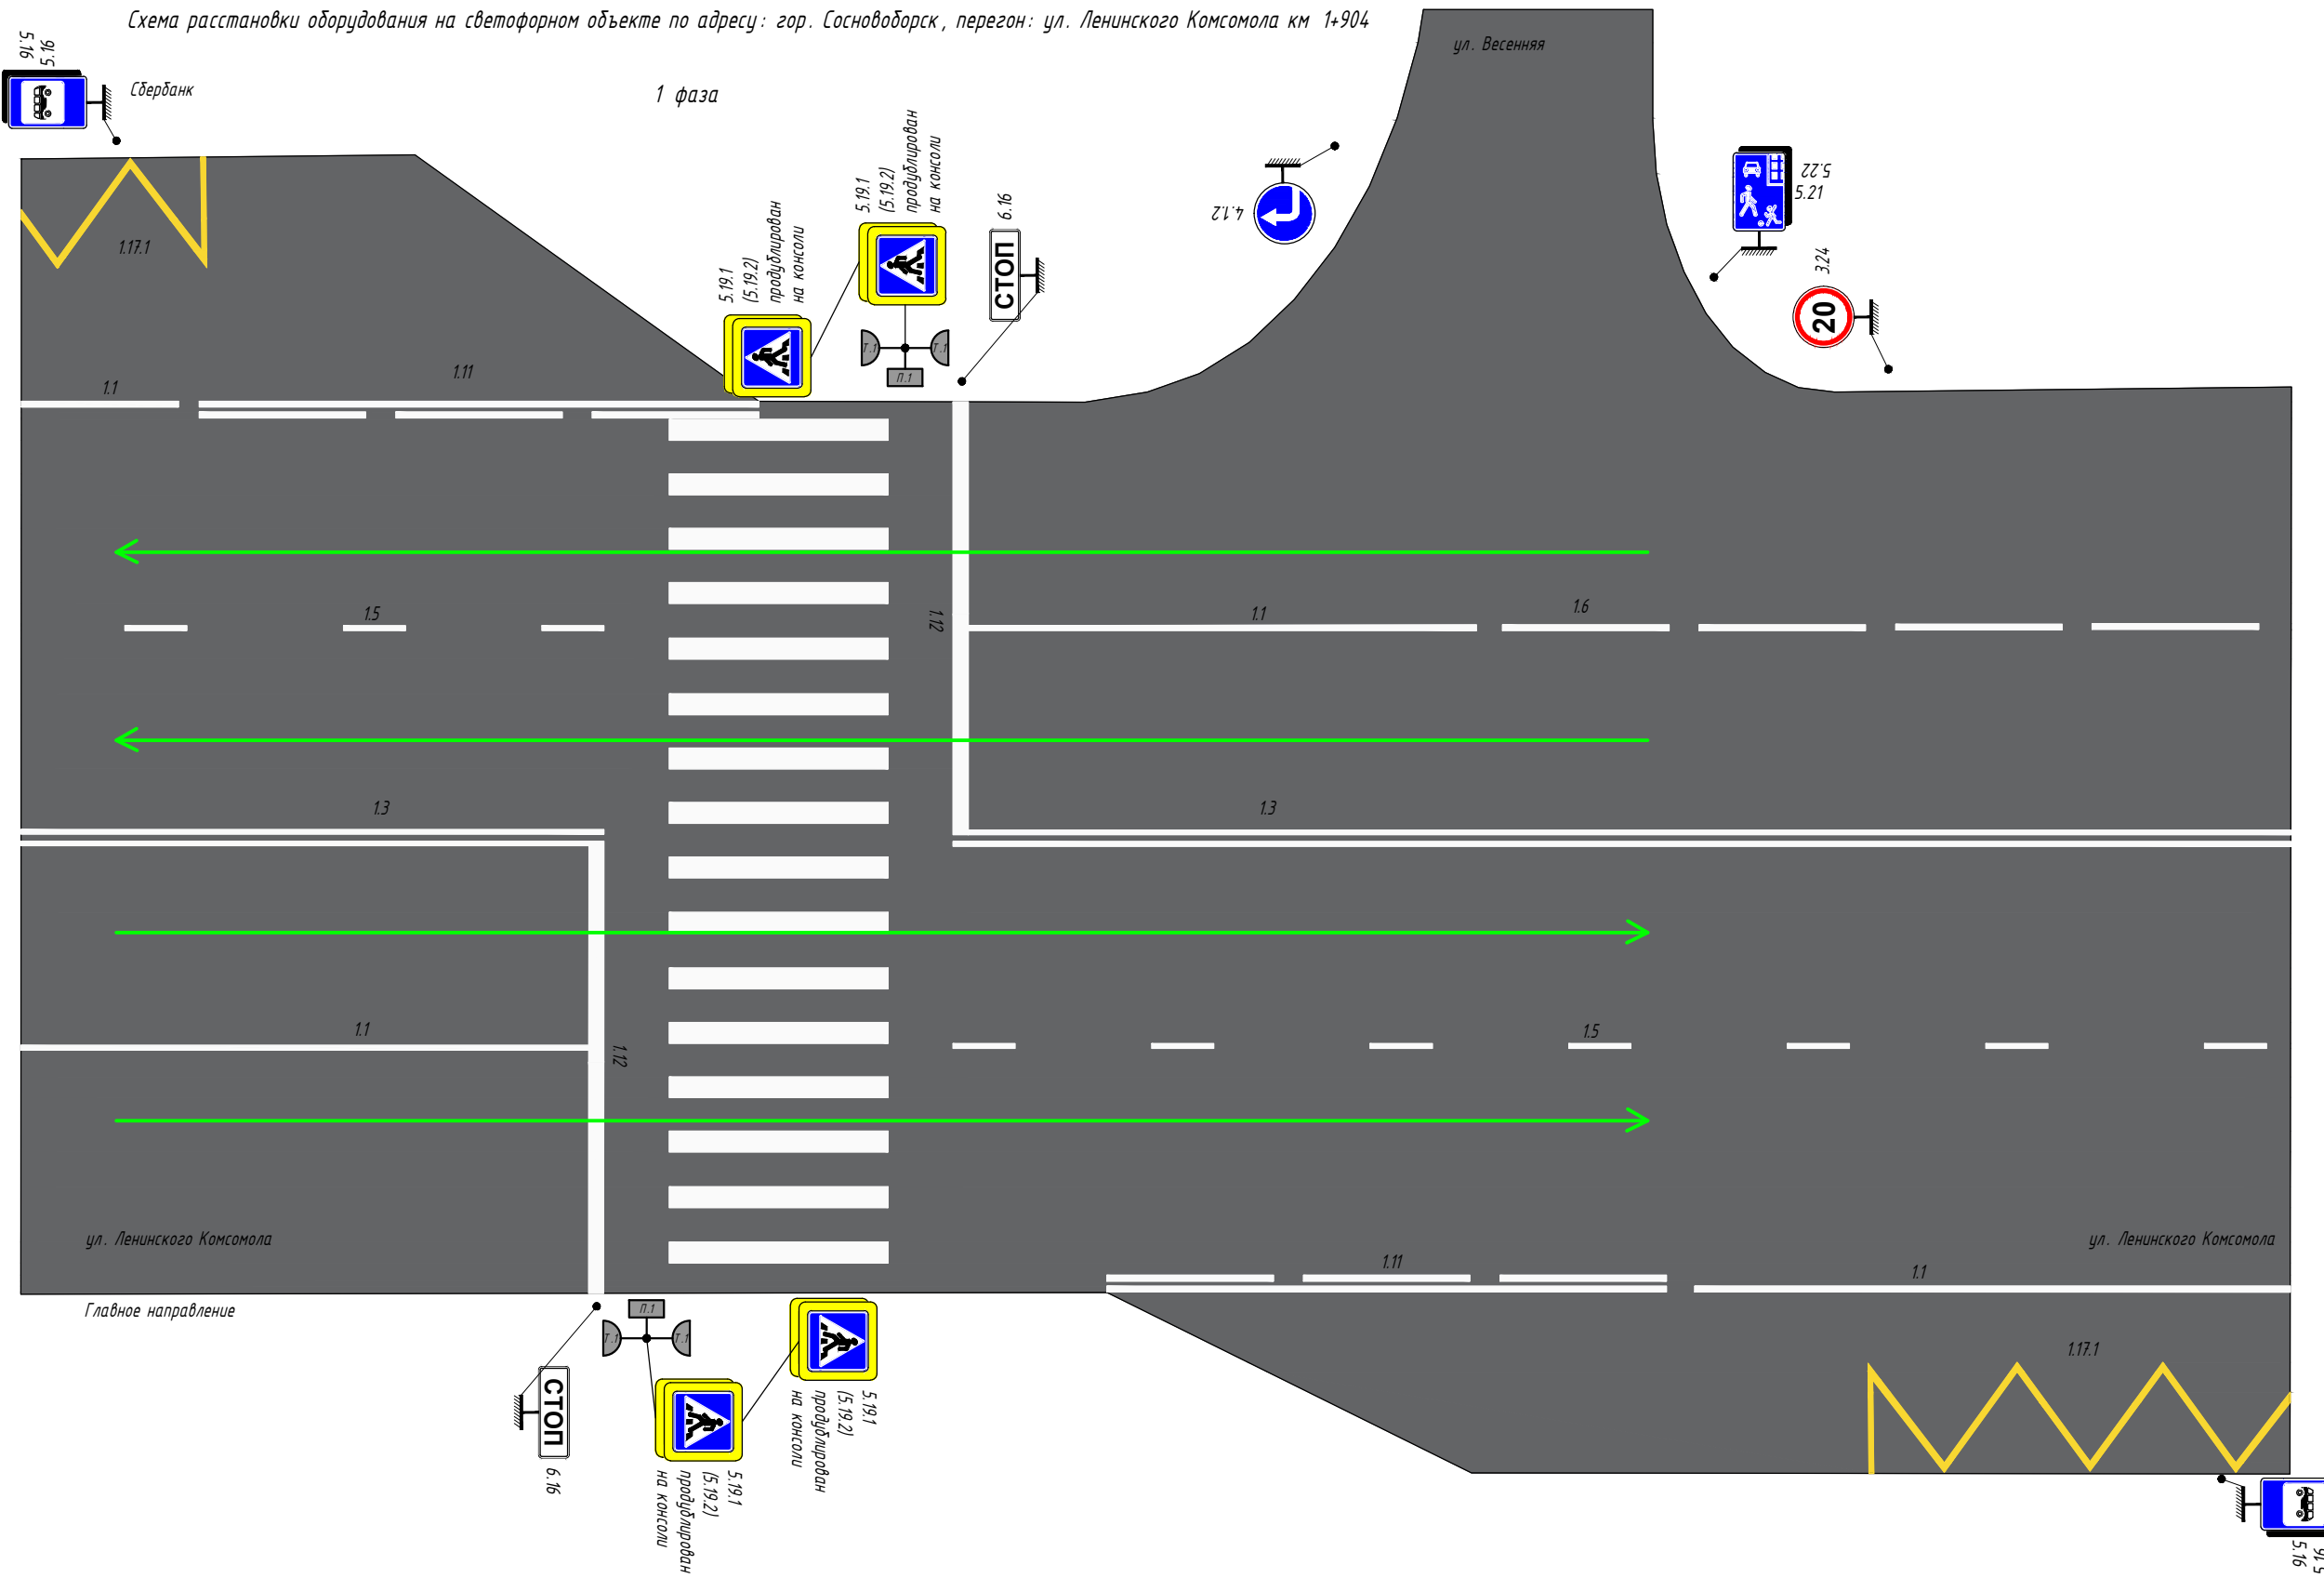 Схема расстановки оборудования на светофорном объекте по адресу: гор. Сосновоборск, перегон: ул. Ленинского Комсомола км 1+904
ул. Весенняя
5.16
5.16
Сбербанк
1 фаза
5.19.1
(5.19.2)
продублирован
на консоли
5.19.1
(5.19.2)
продублирован
на консоли
6.16
СТОП
4.1.2
5.22
5.21
3.24
20
1.17.1
Т.1
Т.1
П.1
1.1
1.11
1.5
1.12
1.1
1.6
1.3
1.3
1.1
1.12
1.5
ул. Ленинского Комсомола
ул. Ленинского Комсомола
1.11
1.1
Главное направление
П.1
Т.1
Т.1
1.17.1
СТОП
6.16
5.19.1
(5.19.2)
продублирован
на консоли
5.19.1
(5.19.2)
продублирован
на консоли
5.16
5.16